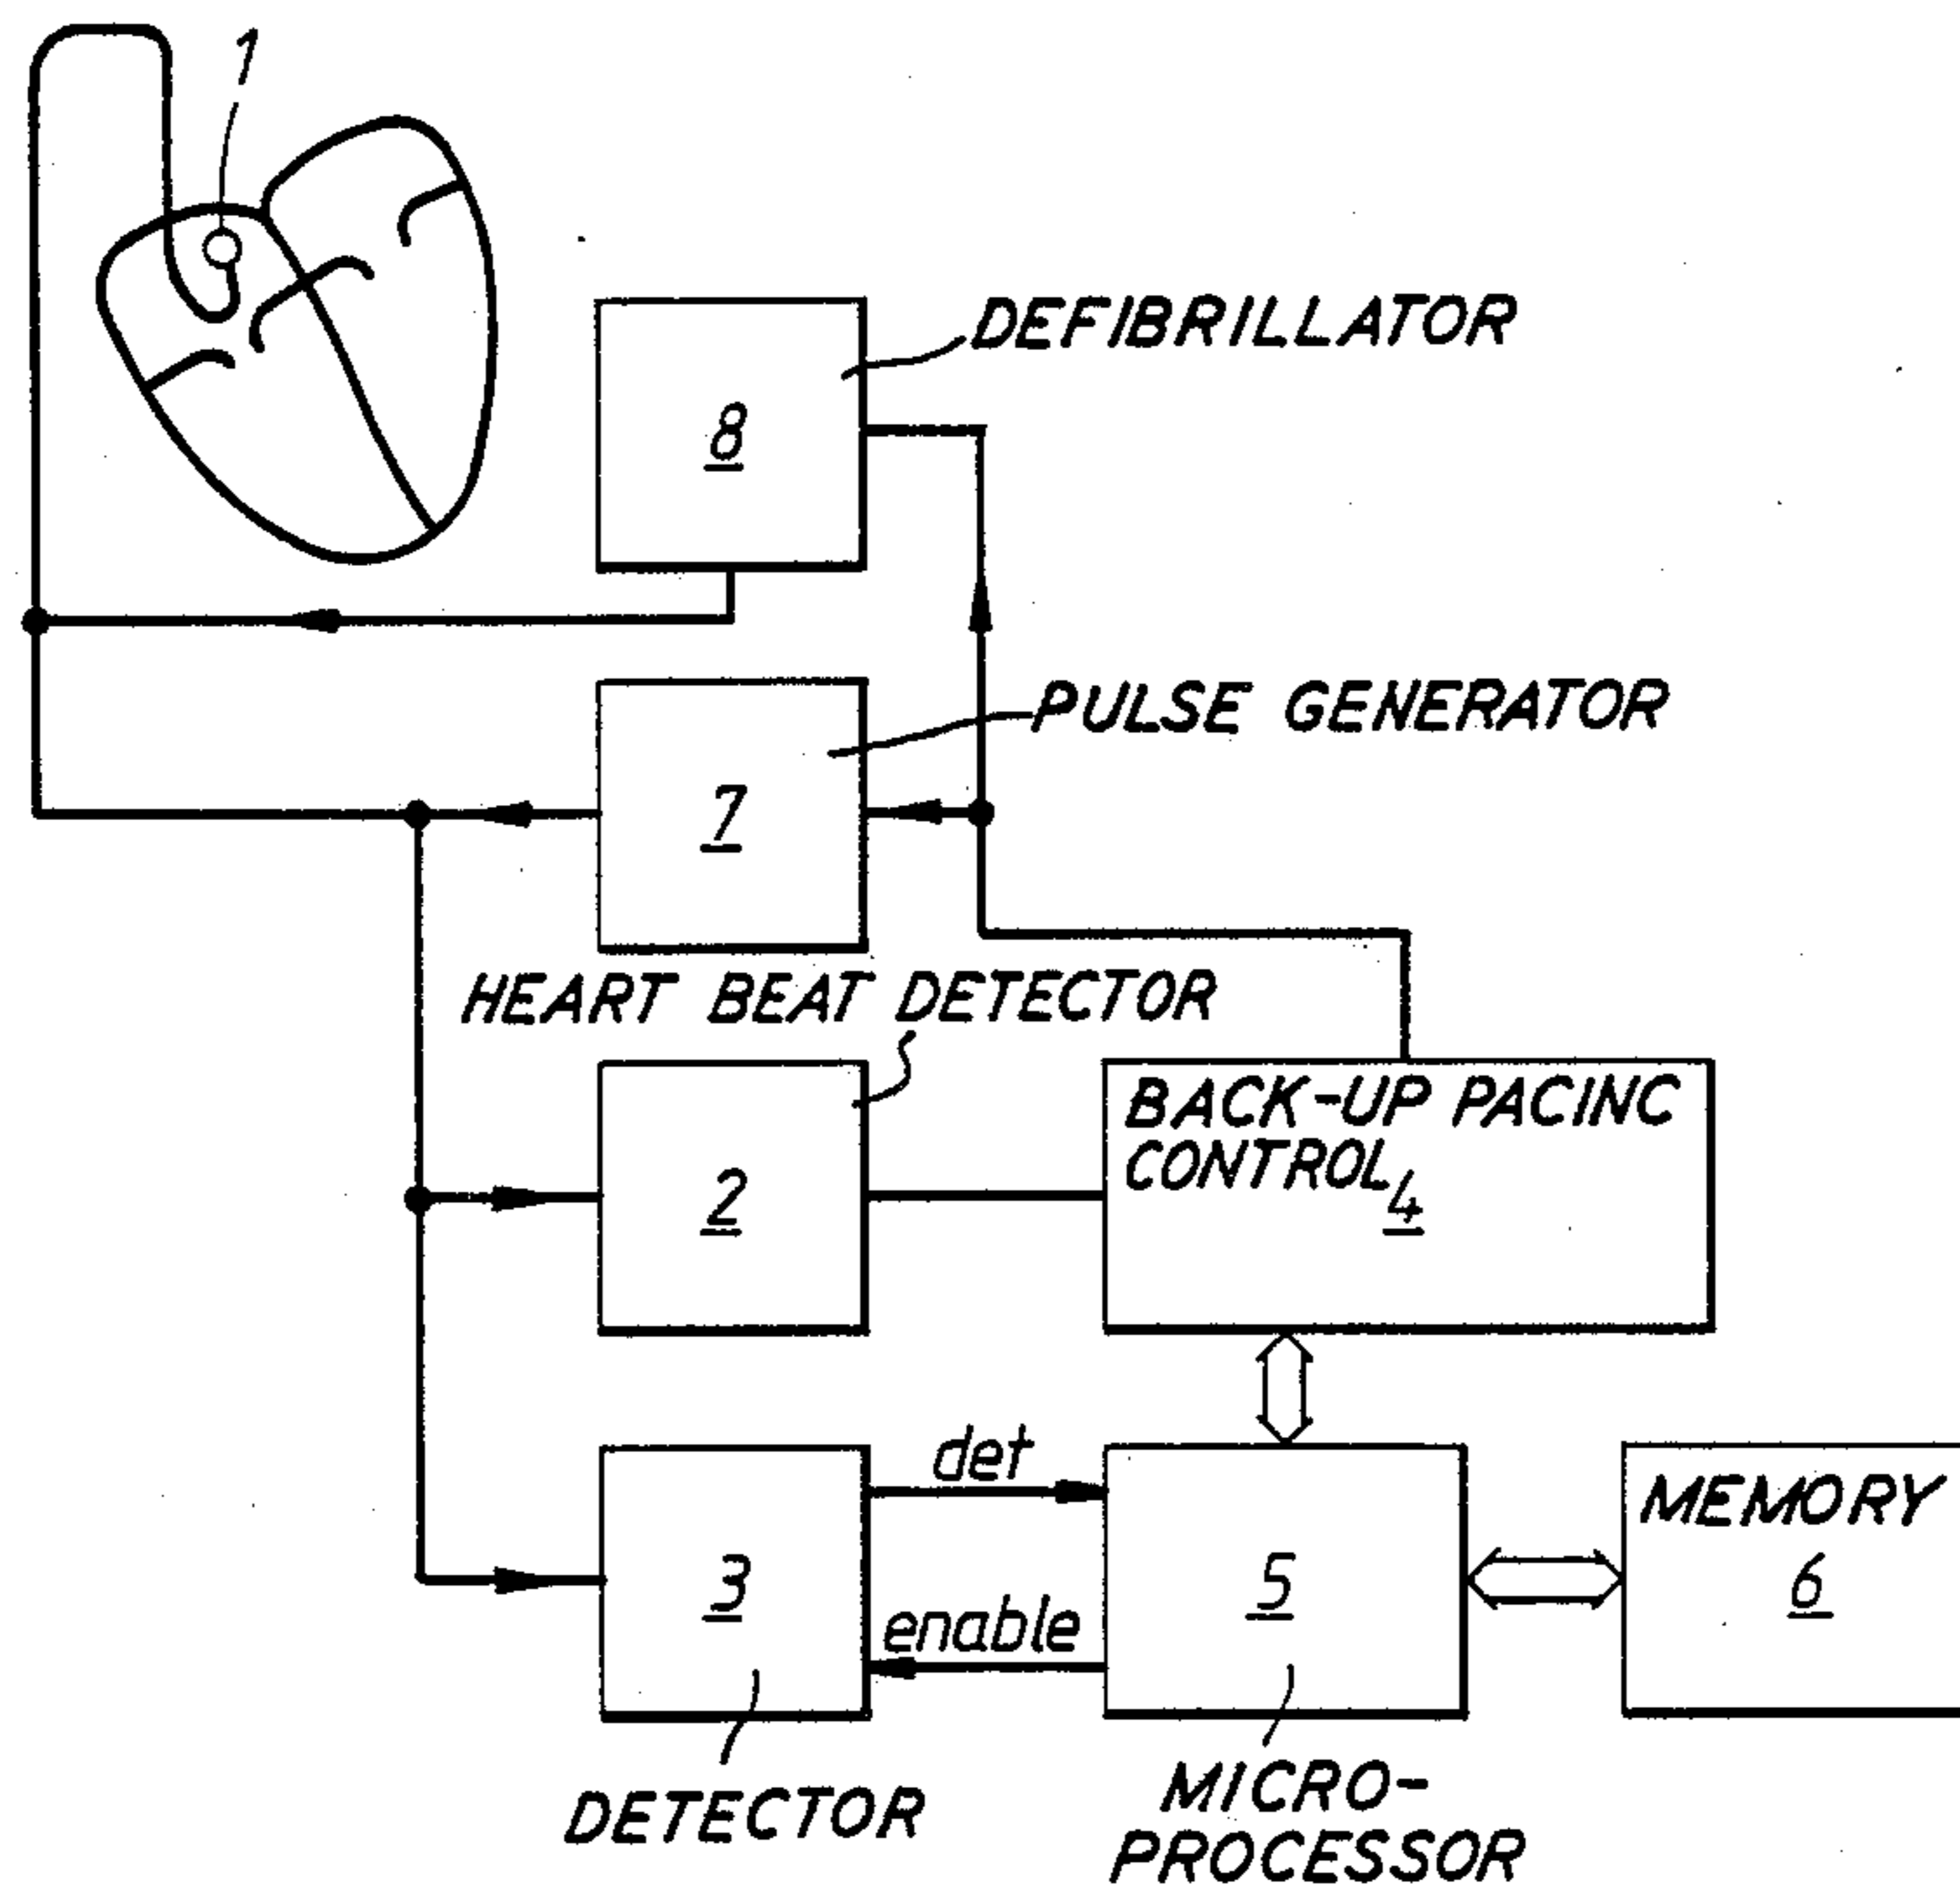 1
DEFIBRILLATOR
8
PULSE GENERATOR
7
HEART BEAT DETECTOR
2
BACK-UP PACINC
CONTROL 4
det
3
enable
5
MEMORY
6
DETECTOR
MICRO-
PROCESSOR